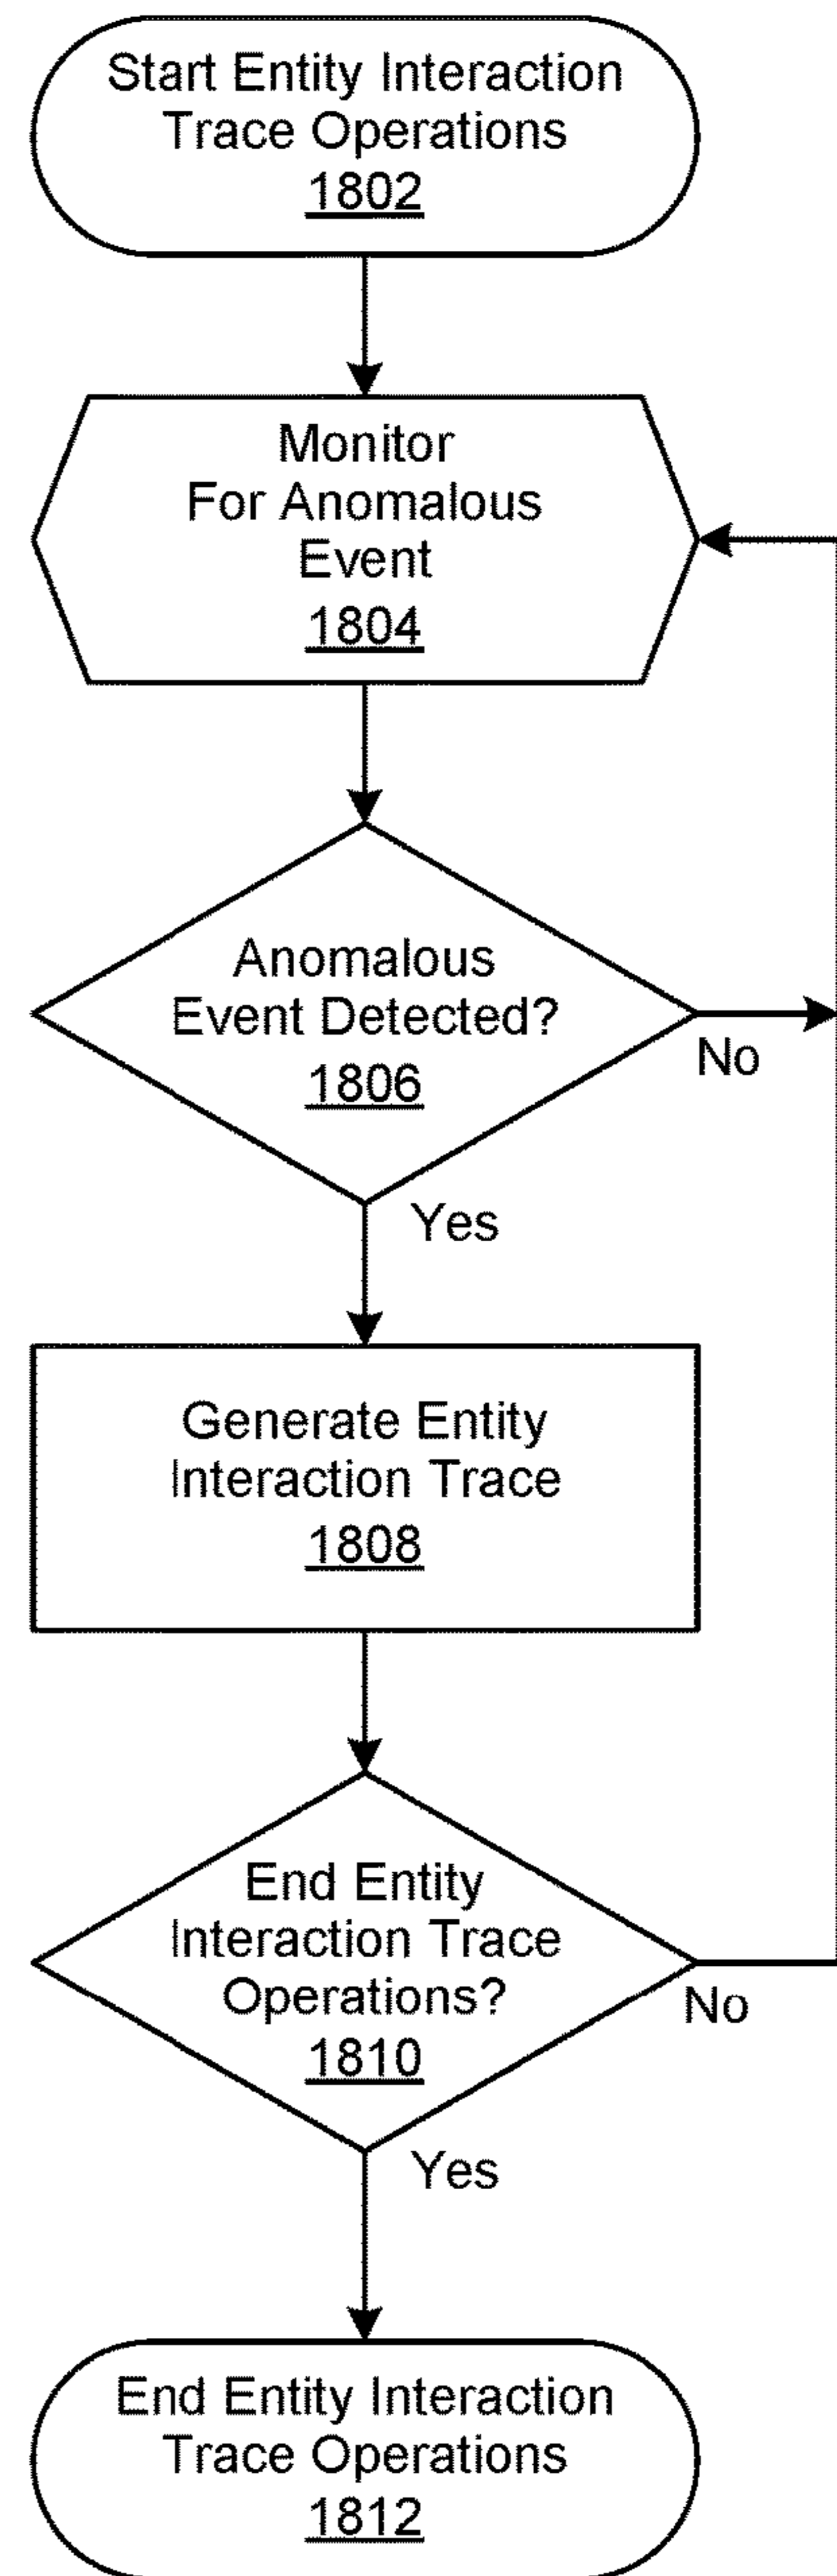 Start Entity Interaction
Trace Operations
1802
Monitor
For Anomalous
Event
1804
Anomalous
Event Detected?
1806
No
Yes
Generate Entity
Interaction Trace
1808
End Entity
Interaction Trace
Operations?
1810
No
Yes
End Entity Interaction
Trace Operations
1812